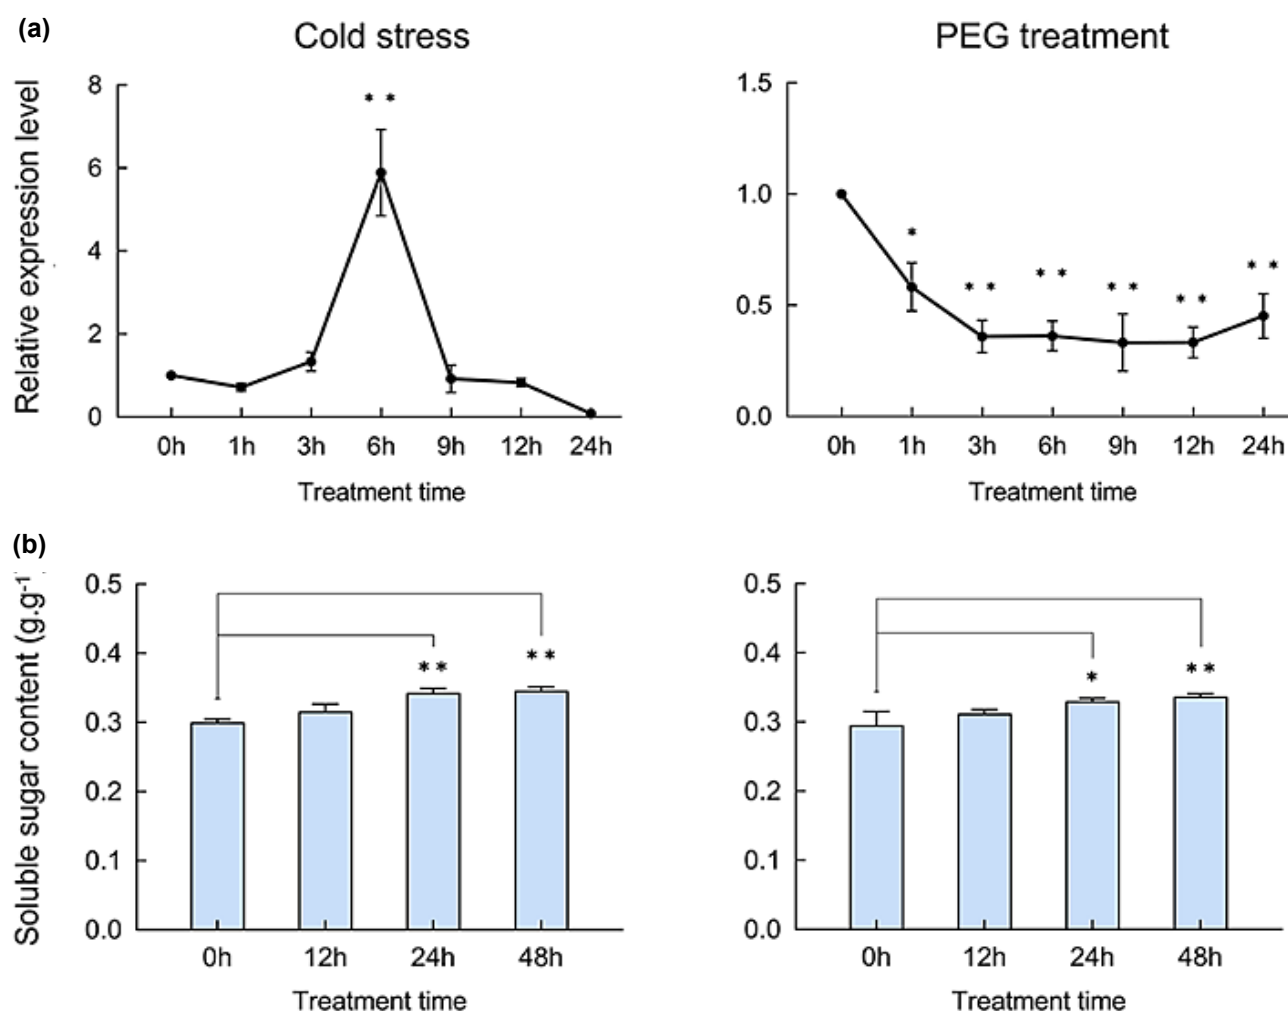 (a)
Cold stress
PEG treatment
Relative expression level
8
6
4
2
0
* *
0h 1h 3h 6h 9h 12h 24h
Treatment time
1.5
1.0
0.5
0.0
*
* *
* *
* *
* *
* *
0h 1h 3h 6h 9h 12h 24h
Treatment time
(b)
Soluble sugar content (g.g⁻¹)
0.5
0.4
0.3
0.2
0.1
0.0
**
**
0h 12h 24h 48h
Treatment time
0.5
0.4
0.3
0.2
0.1
0.0
*
**
0h 12h 24h 48h
Treatment time